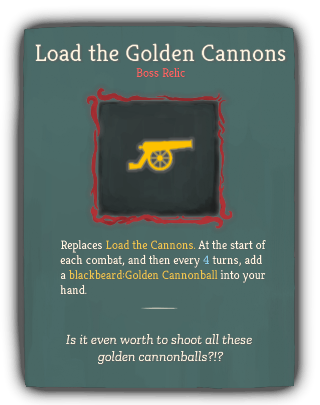 Load the Golden Cannons
Boss Relic
Replaces Load the Cannons. At the start of
each combat, and then every 4 turns, add
a blackbeard:Golden Cannonball into your
hand.
Is it even worth to shoot all these
golden cannonballs?!?